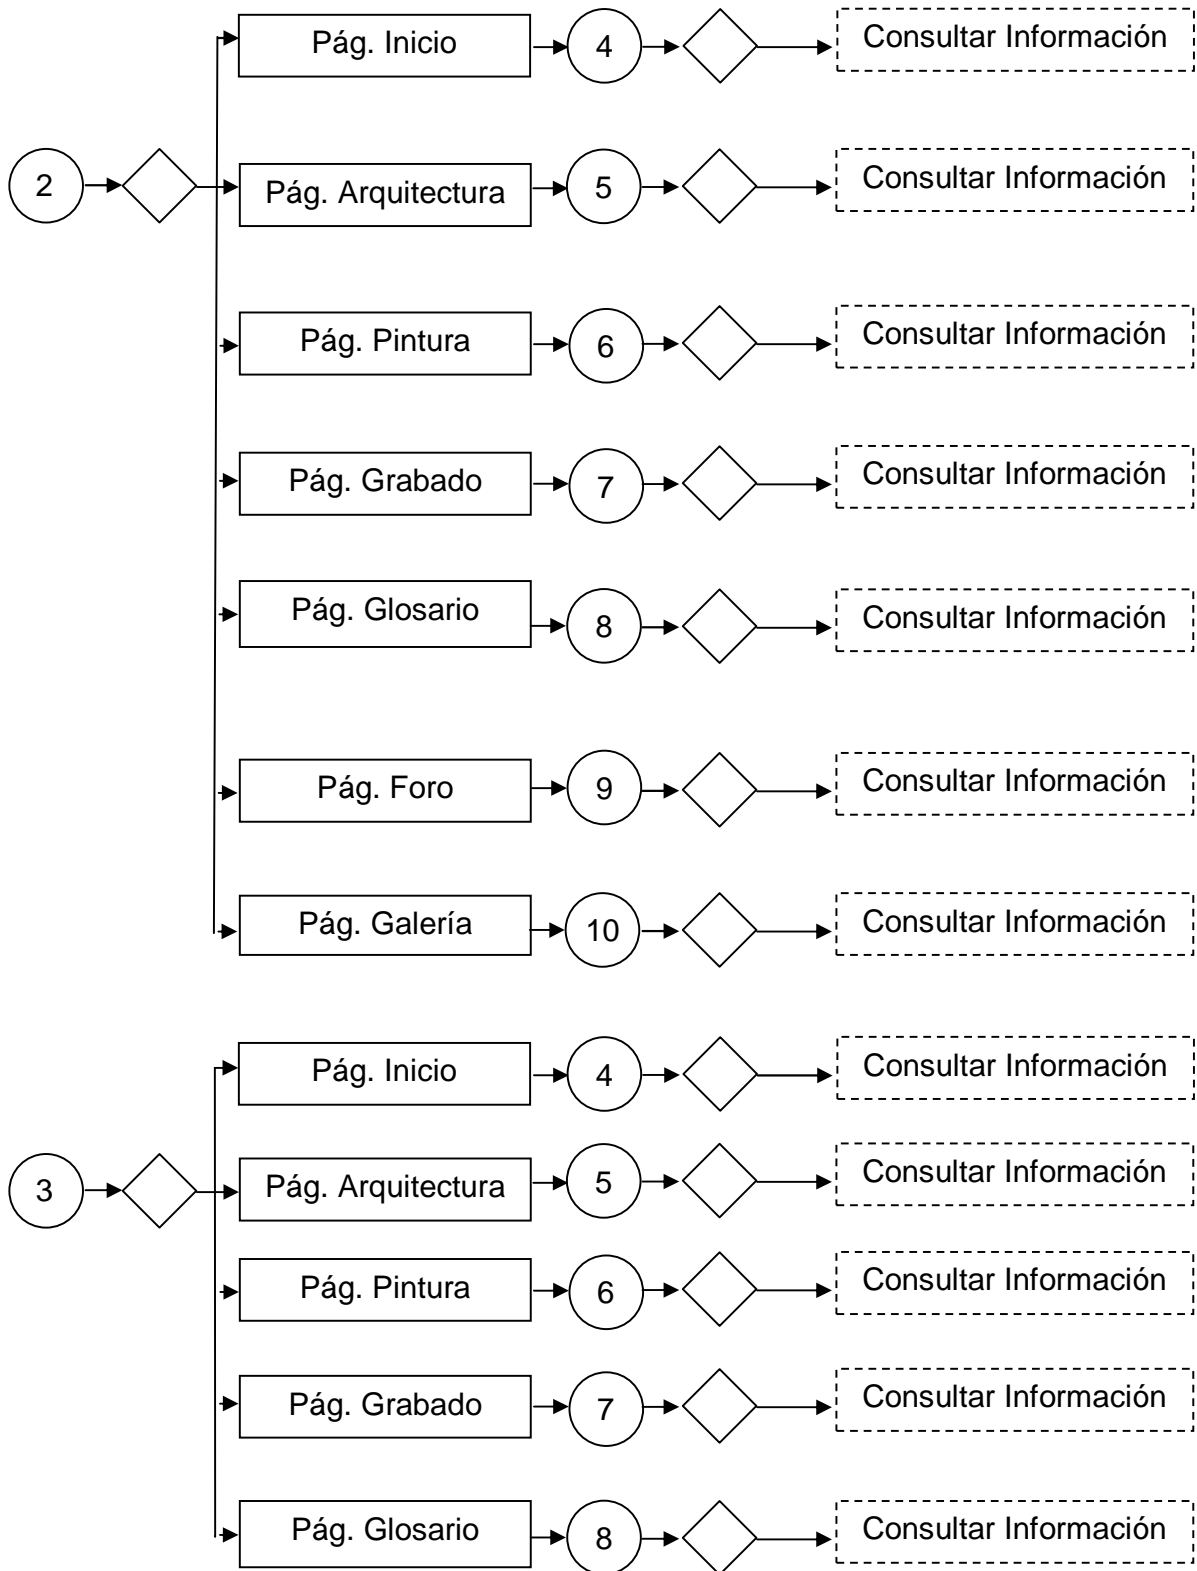 Pág. Inicio 4 Consultar Información
2 Pág. Arquitectura 5 Consultar Información
Pág. Pintura 6 Consultar Información
Pág. Grabado 7 Consultar Información
Pág. Glosario 8 Consultar Información
Pág. Foro 9 Consultar Información
Pág. Galería 10 Consultar Información
Pág. Inicio 4 Consultar Información
3 Pág. Arquitectura 5 Consultar Información
Pág. Pintura 6 Consultar Información
Pág. Grabado 7 Consultar Información
Pág. Glosario 8 Consultar Información